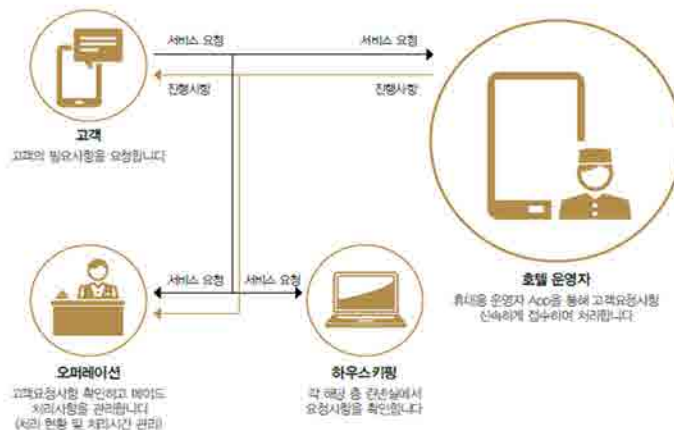 서비스 요청
서비스 요청
진행사항
진행사항
고객
고객의 필요사항을 요청합니다
서비스 요청
서비스 요청
호텔 운영자
휴대용 운영자 App을 통해 고객요청사항
신속하게 접수하며 처리합니다
오퍼레이션
고객요청사항 확인하고 메이드
처리사항을 관리합니다
(처리 현황 및 처리시간 관리)
하우스키핑
각 해당 층 린넨실에서
요청사항을 확인합니다